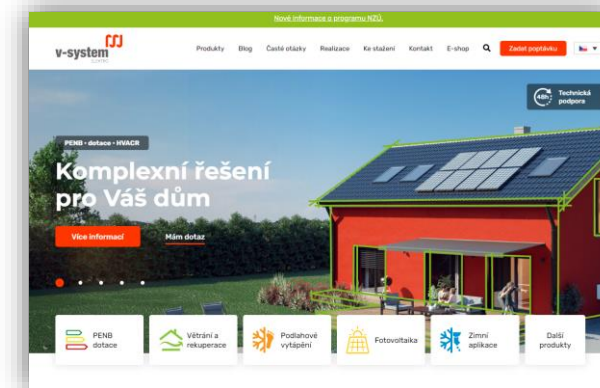 Nové informace o programu NZÚ.
v-system
Produkty Blog Časté otázky Realizace Ke stažení Kontakt E-shop Zadat poptávku
48h
Technická
podpora
PENB • dotace • HVACR
Komplexní řešení
pro Váš dům
Více informací Mám dotaz
PENB
dotace
Větrání a
rekuperace
Podlahové
vytápění
Fotovoltaika
Zimní
aplikace
Další
produkty